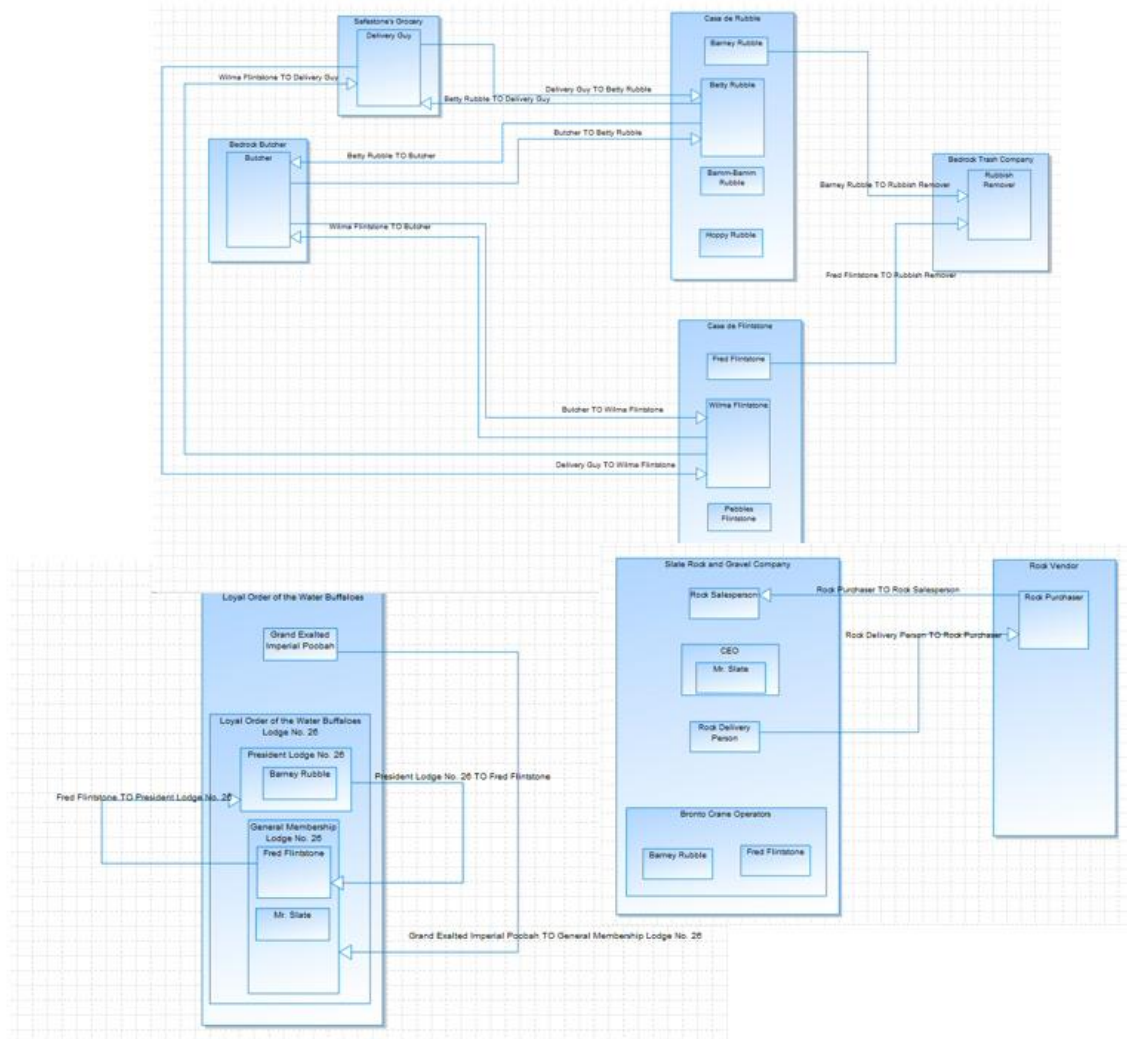 Safestone's Grocery
Delivery Guy
Wilma Flintstone TO Delivery Guy
Casa de Rubble
Barney Rubble
Betty Rubble
Delivery Guy TO Betty Rubble
Betty Rubble TO Delivery Guy
Butcher TO Betty Rubble
Bedrock Butcher
Butcher
Betty Rubble TO Butcher
Bamm-Bamm
Rubble
Hoppy Rubble
Bedrock Trash Company
Rubbish
Remover
Barney Rubble TO Rubbish Remover
Wilma Flintstone TO Butcher
Fred Flintstone TO Rubbish Remover
Casa de Flintstone
Fred Flintstone
Wilma Flintstone
Butcher TO Wilma Flintstone
Delivery Guy TO Wilma Flintstone
Pebbles
Flintstone
Loyal Order of the Water Buffaloes
Grand Exalted
Imperial Poobah
Loyal Order of the Water Buffaloes
Lodge No. 26
President Lodge No. 26
Barney Rubble
President Lodge No. 26 TO Fred Flintstone
Fred Flintstone TO President Lodge No. 26
General Membership
Lodge No. 26
Fred Flintstone
Mr. Slate
Grand Exalted Imperial Poobah TO General Membership Lodge No. 26
Slate Rock and Gravel Company
Rock Salesperson
Rock Purchaser TO Rock Salesperson
CEO
Mr. Slate
Rock Delivery
Person
Rock Delivery Person TO Rock Purchaser
Bronto Crane Operators
Barney Rubble
Fred Flintstone
Rock Vendor
Rock Purchaser